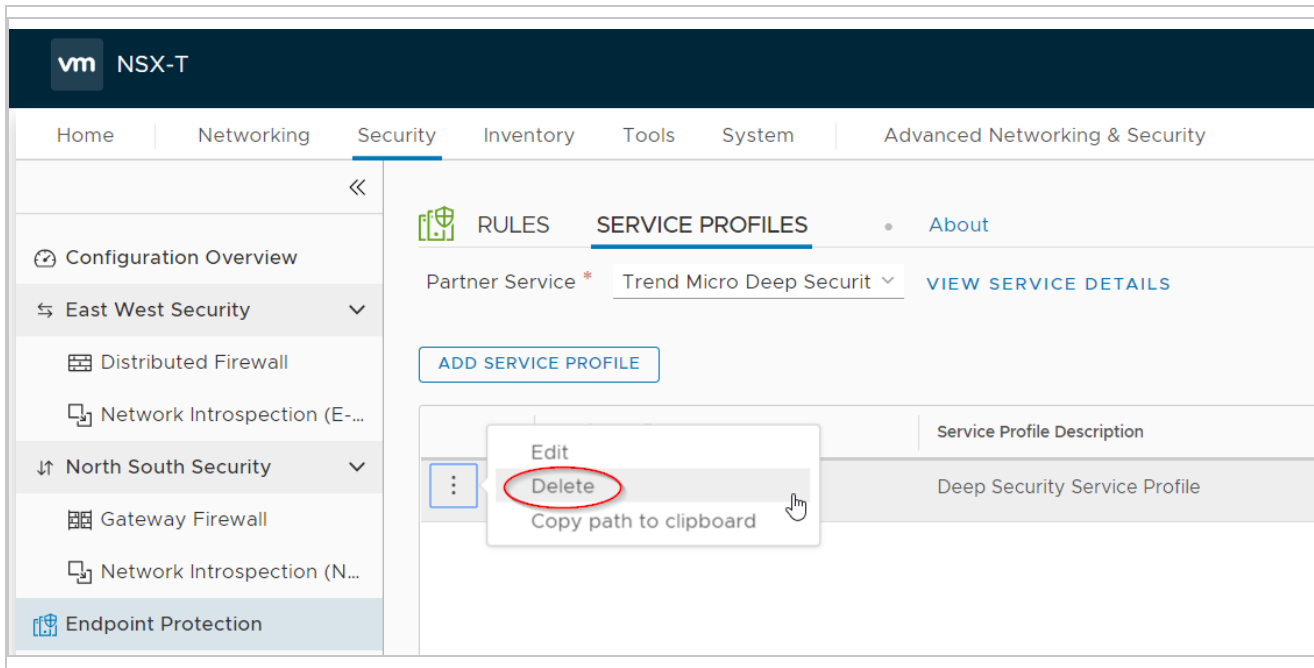 vm NSX-T
Home Networking Security Inventory Tools System Advanced Networking & Security
Configuration Overview
East West Security
Distributed Firewall
Network Introspection (E-...
North South Security
Gateway Firewall
Network Introspection (N...
Endpoint Protection
RULES SERVICE PROFILES About
Partner Service * Trend Micro Deep Securit VIEW SERVICE DETAILS
ADD SERVICE PROFILE
Service Profile Description
Edit
Delete
Copy path to clipboard
Deep Security Service Profile